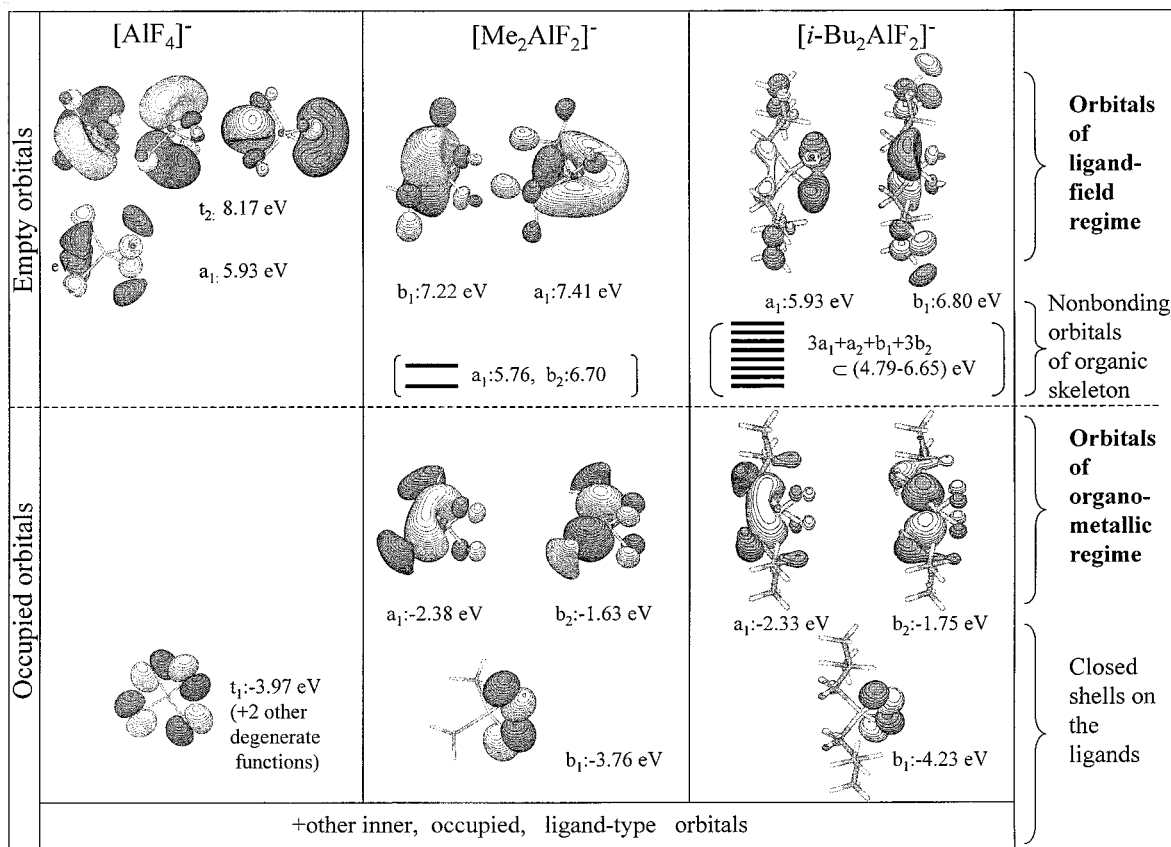 [AlF4]-
[Me2AlF2]-
[i-Bu2AlF2]-
Empty orbitals
t2: 8.17 eV
eV
a1: 5.93 eV
b1:7.22 eV
a1:7.41 eV
a1:5.93 eV
b1:6.80 eV
Orbitals
of
ligand-
field
regime
a1:5.76, b2:6.70
3a1+a2+b1+3b2
⊂ (4.79-6.65) eV
Nonbonding
orbitals
of organic
skeleton
Occupied orbitals
a1:-2.38 eV
b2:-1.63 eV
a1:-2.33 eV
b2:-1.75 eV
Orbitals
of
organo-
metallic
regime
t1:-3.97 eV
(+2 other
degenerate
functions)
b1:-3.76 eV
b1:-4.23 eV
Closed
shells on
the
ligands
+other inner, occupied, ligand-type orbitals